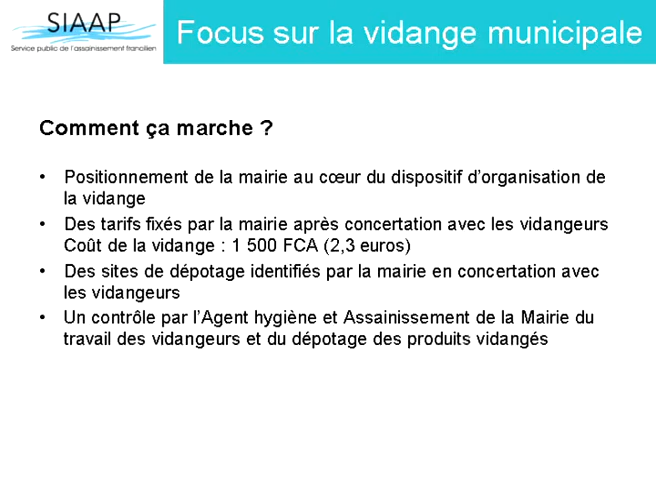 SIAAP
Service public de l'assainissement francilien
Focus sur la vidange municipale
Comment ça marche ?
• Positionnement de la mairie au cœur du dispositif d'organisation de
la vidange
• Des tarifs fixés par la mairie après concertation avec les vidangeurs
Coût de la vidange : 1 500 FCA (2,3 euros)
• Des sites de dépotage identifiés par la mairie en concertation avec
les vidangeurs
• Un contrôle par l'Agent hygiène et Assainissement de la Mairie du
travail des vidangeurs et du dépotage des produits vidangés